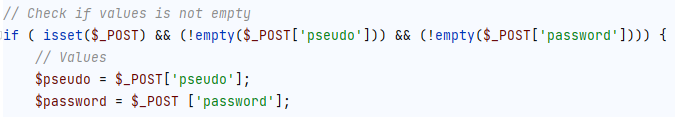 // Check if values is not empty
if ( isset($_POST) && (!empty($_POST['pseudo'])) && (!empty($_POST['password']))) {
// Values
$pseudo = $_POST['pseudo'];
$password = $_POST ['password'];